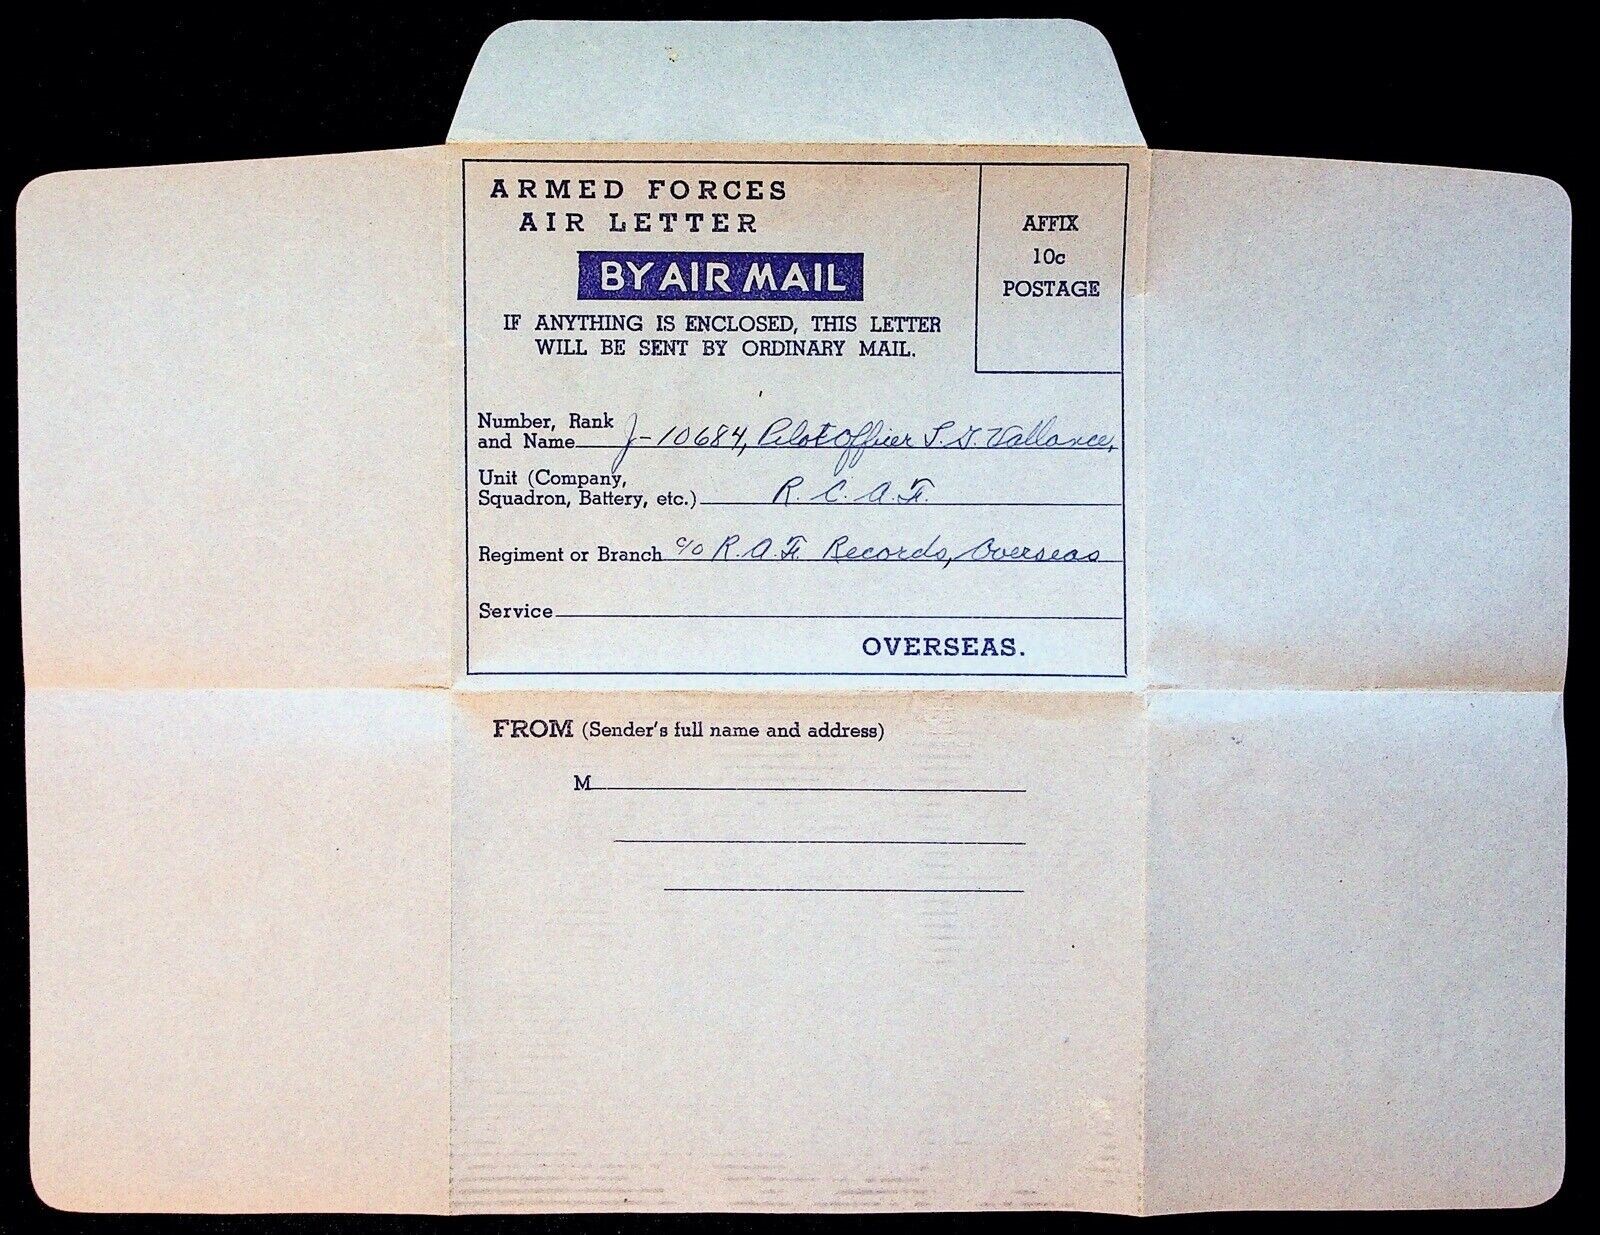 ARMED FORCES
AIR LETTER
BY AIR MAIL
IF ANYTHING IS ENCLOSED, THIS LETTER
WILL BE SENT BY ORDINARY MAIL.
AFFIX
10c
POSTAGE
Number, Rank
and Name J-10684, Pilot Officer Vallance,
Unit (Company,
Squadron, Battery, etc.) R. C. A. F.
Regiment or Branch c/o R. A. F. Records, Overseas
Service
OVERSEAS.
FROM (Sender's full name and address)
M